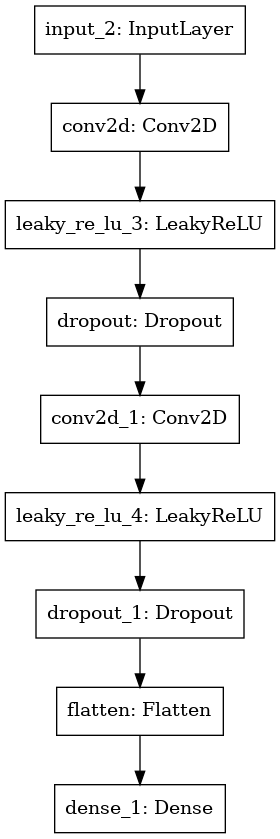 input_2: InputLayer
conv2d: Conv2D
leaky_re_lu_3: LeakyReLU
dropout: Dropout
conv2d_1: Conv2D
leaky_re_lu_4: LeakyReLU
dropout_1: Dropout
flatten: Flatten
dense_1: Dense